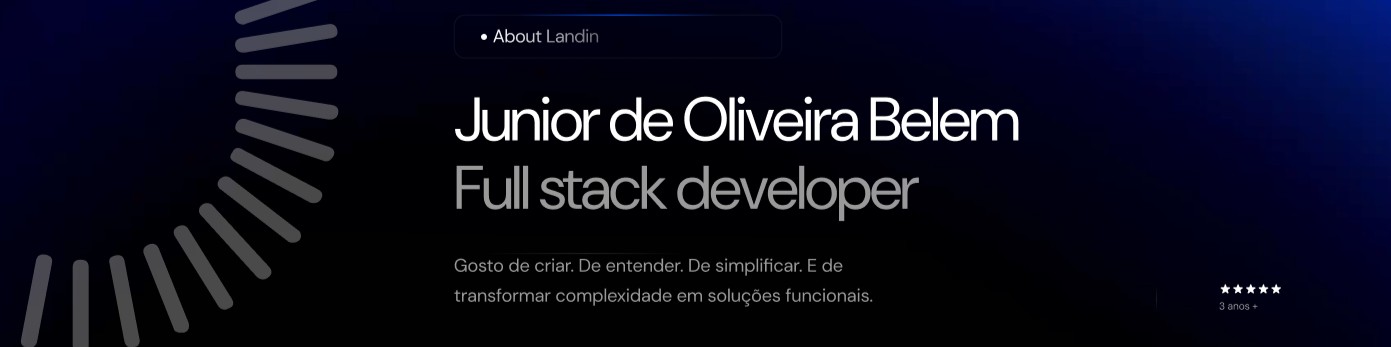 • About Landin
Junior de Oliveira Belem
Full stack developer
Gosto de criar. De entender. De simplificar. E de
transformar complexidade em soluções funcionais.
★★★★★
3 anos +